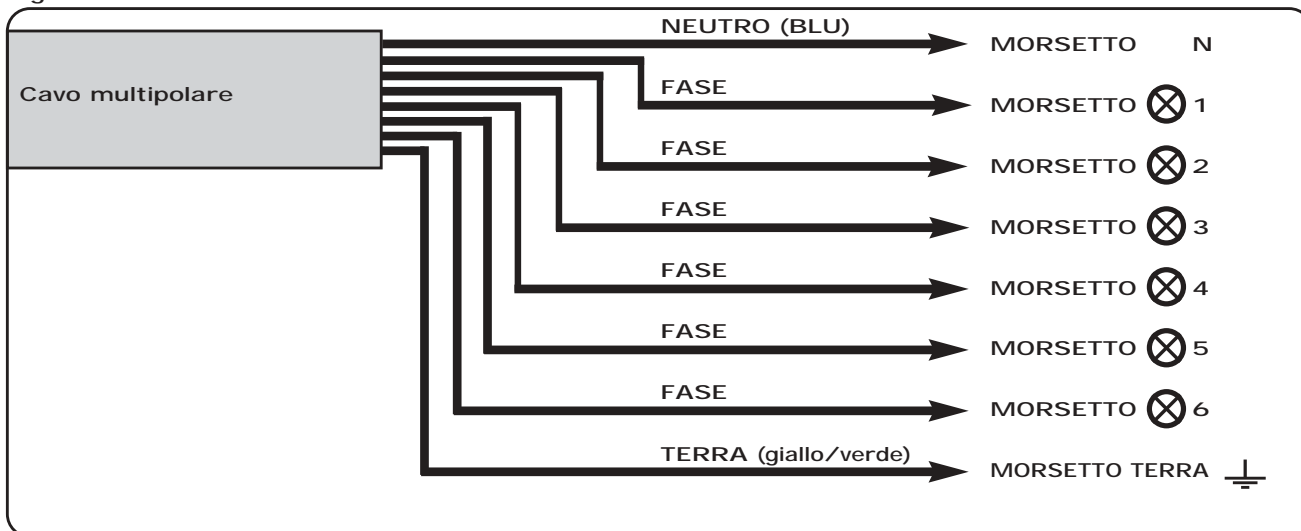 NEUTRO (BLU) MORSETTO N
Cavo multipolare
FASE MORSETTO 1
FASE MORSETTO 2
FASE MORSETTO 3
FASE MORSETTO 4
FASE MORSETTO 5
FASE MORSETTO 6
TERRA (giallo/verde) MORSETTO TERRA